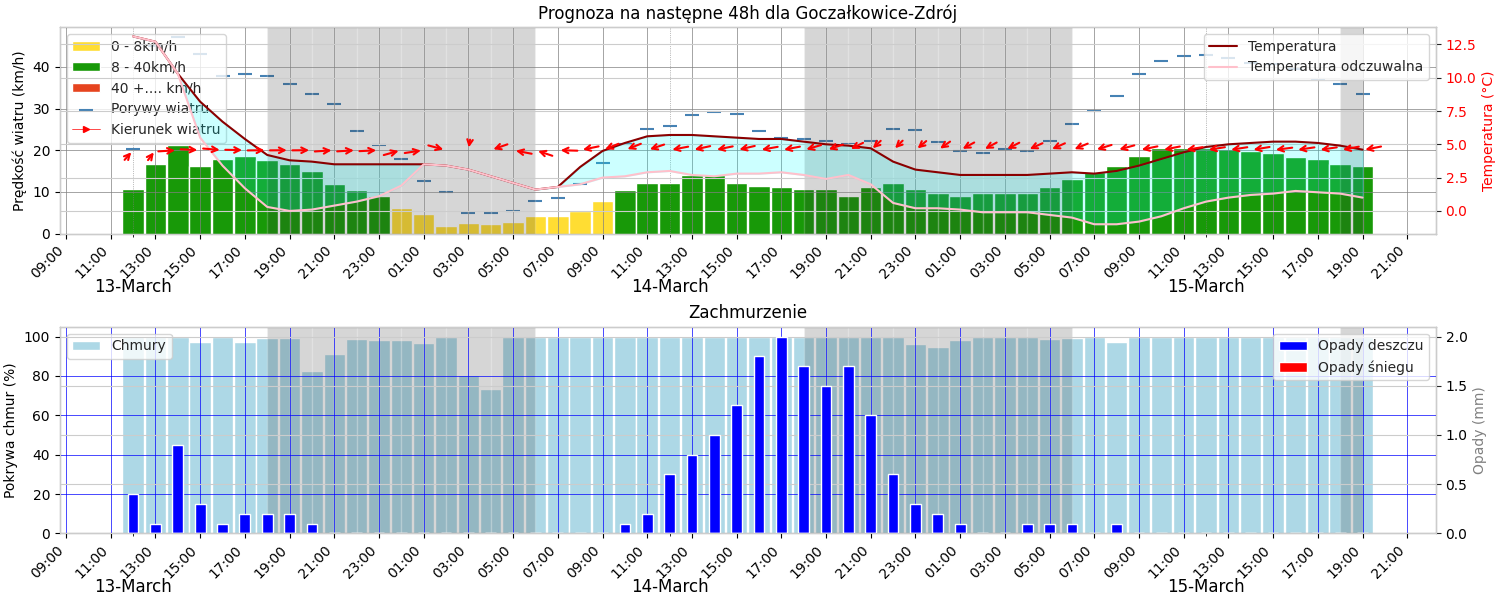 Prognoza na następne 48h dla Goczałkowice-Zdrój
Prędkość wiatru (km/h)
40
30
20
10
0
0 - 8km/h
8 - 40km/h
40 +.... km/h
Porywy wiatru
Kierunek wiatru
Temperatura
Temperatura odczuwalna
12.5
10.0
7.5
5.0
2.5
0.0
Temperatura (°C)
09:00 11:00 13:00 15:00 17:00 19:00 21:00 23:00 01:00 03:00 05:00 07:00 09:00 11:00 13:00 15:00 17:00 19:00 21:00 23:00 01:00 03:00 05:00 07:00 09:00 11:00 13:00 15:00 17:00 19:00 21:00
13-March 14-March 15-March
Zachmurzenie
Pokrywa chmur (%)
100
80
60
40
20
0
Chmury
Opady deszczu
Opady śniegu
2.0
1.5
1.0
0.5
0.0
Opady (mm)
09:00 11:00 13:00 15:00 17:00 19:00 21:00 23:00 01:00 03:00 05:00 07:00 09:00 11:00 13:00 15:00 17:00 19:00 21:00 23:00 01:00 03:00 05:00 07:00 09:00 11:00 13:00 15:00 17:00 19:00 21:00
13-March 14-March 15-March